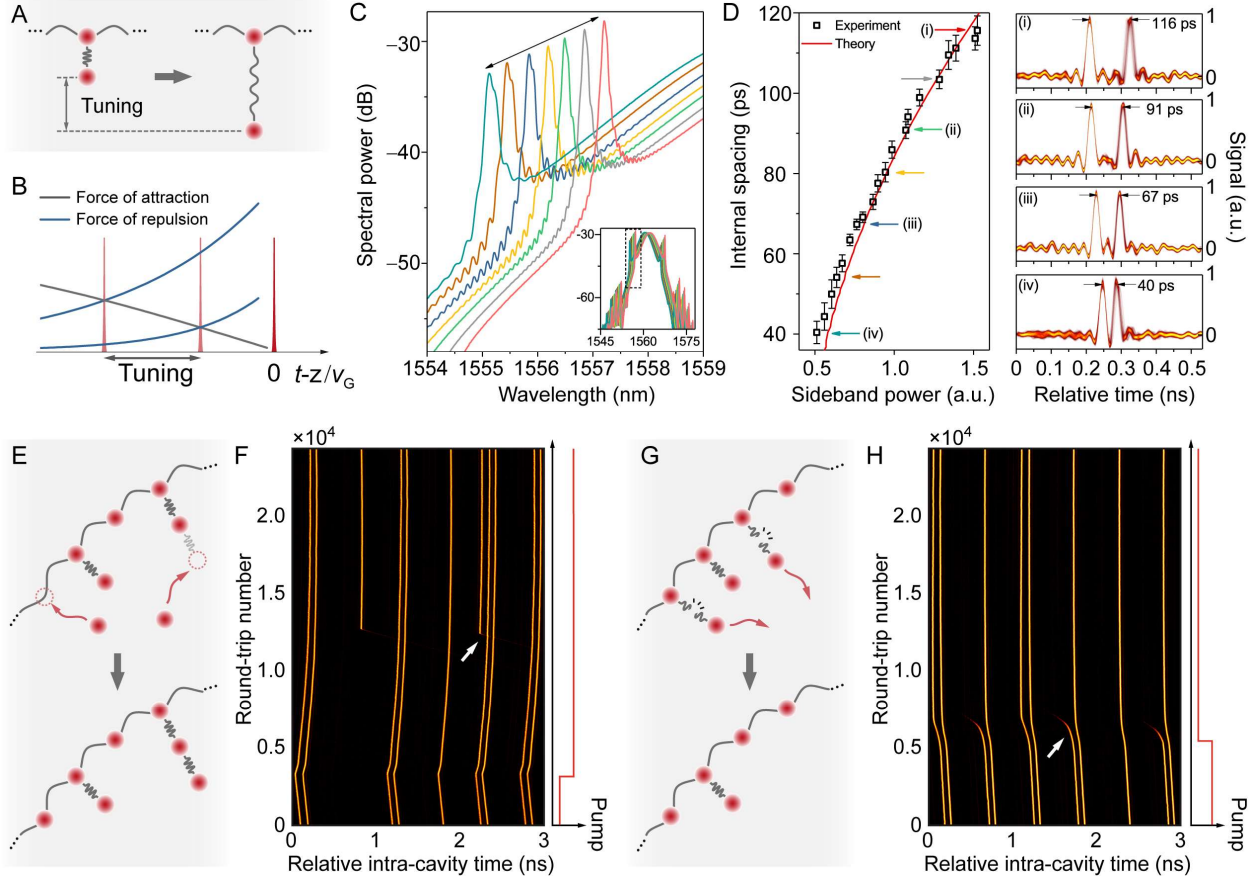 A
...
...
...
...
Tuning
B
Force of attraction
Force of repulsion
Tuning
0
t-z/vG
C
−30
−40
−50
Spectral power (dB)
-30
-60
1545
1560
1575
1554
1555
1556
1557
1558
1559
Wavelength (nm)
D
120
100
80
60
40
Internal spacing (ps)
Experiment
Theory
(i)
(ii)
(iii)
(iv)
0.5
1.0
1.5
Sideband power (a.u.)
(i)
116 ps
1
0
(ii)
91 ps
1
0
(iii)
67 ps
1
0
(iv)
40 ps
1
0
Signal (a.u.)
0
0.1
0.2
0.3
0.4
0.5
Relative time (ns)
E
...
...
...
F
×10⁴
2.0
1.5
1.0
0.5
0
Round-trip number
0
1
2
3
Relative intra-cavity time (ns)
Pump
G
...
...
...
H
×10⁴
2.0
1.5
1.0
0.5
0
Round-trip number
0
1
2
3
Relative intra-cavity time (ns)
Pump